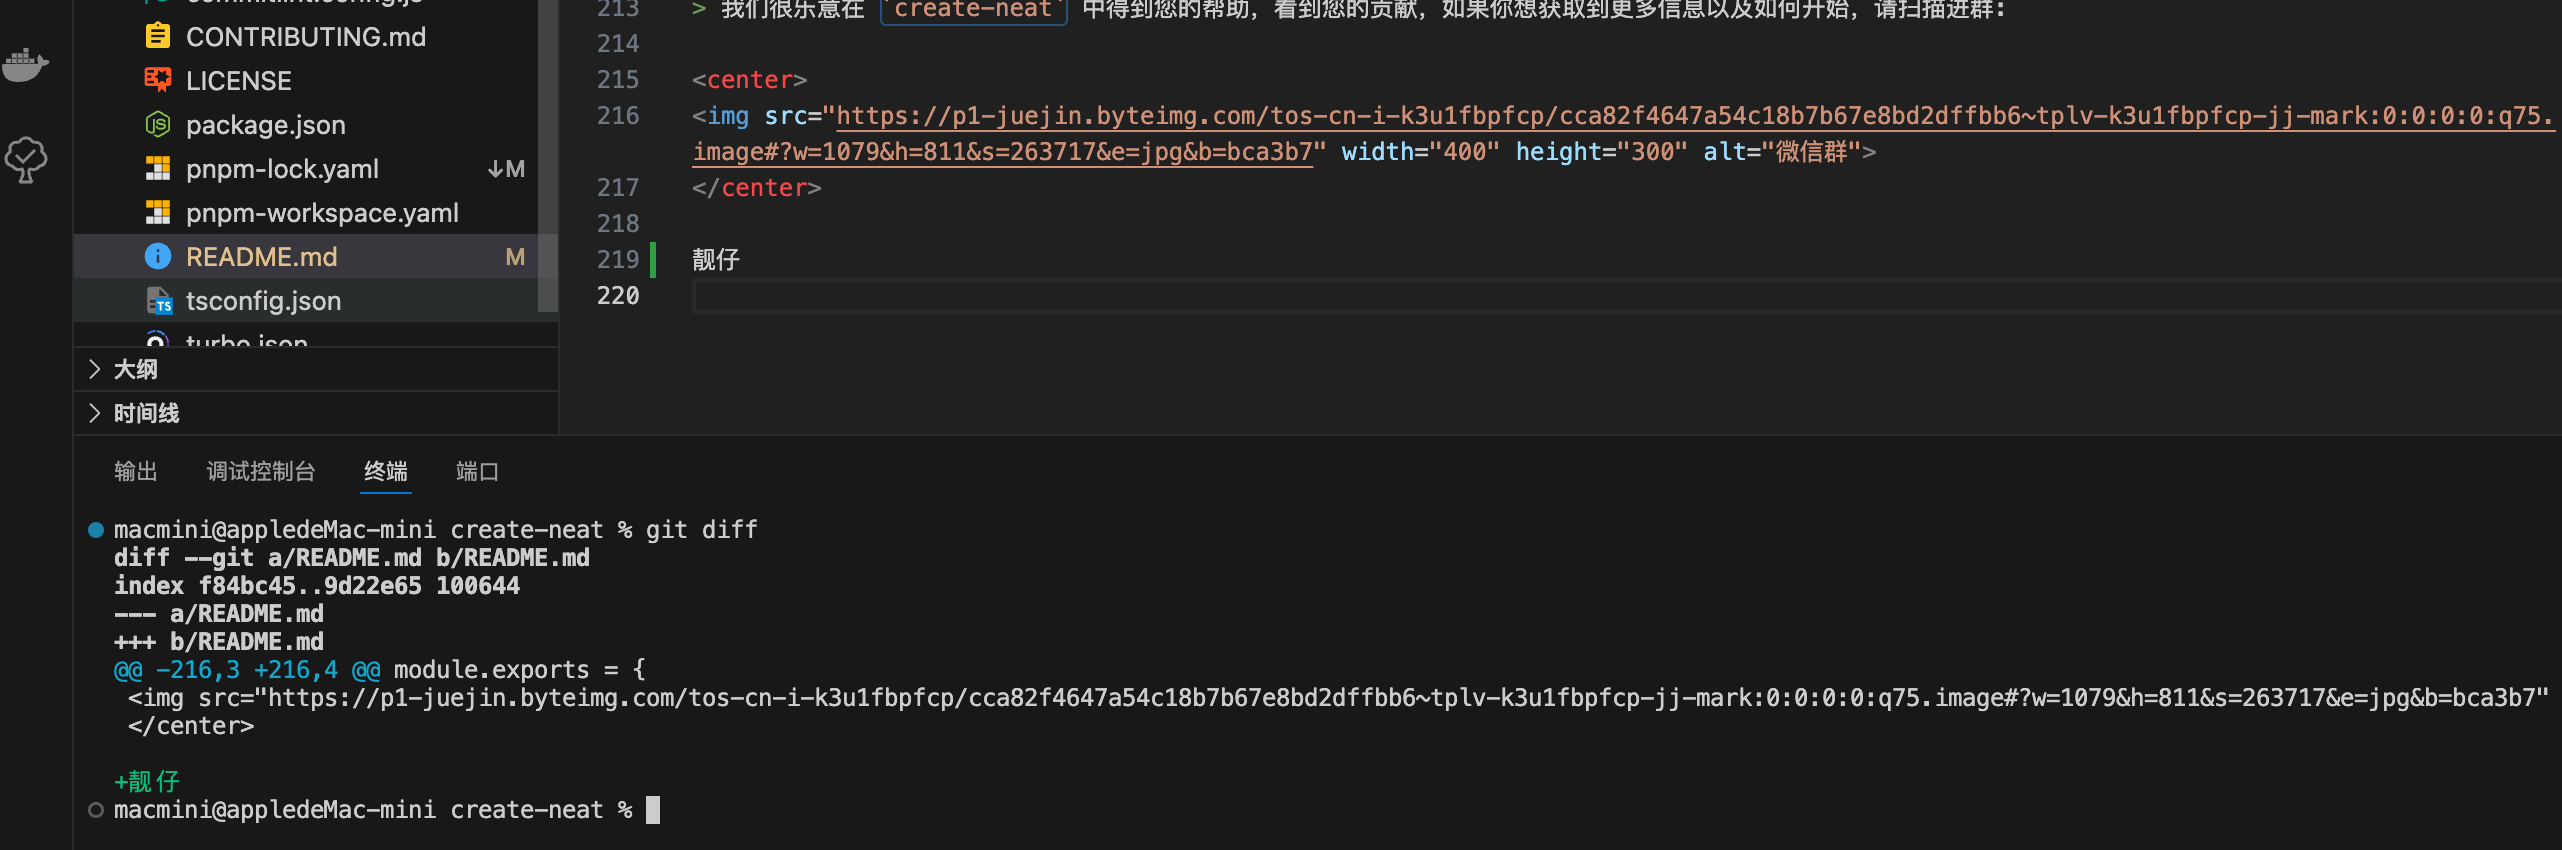 CONTRIBUTING.md
LICENSE
package.json
pnpm-lock.yaml ↓M
pnpm-workspace.yaml
README.md M
tsconfig.json
turbo.json
大纲
时间线
213 > 我们很乐意在 `create-neat` 中得到您的帮助，看到您的贡献，如果你想获取到更多信息以及如何开始，请扫描进群：
214
215 <center>
216 <img src="https://p1-juejin.byteimg.com/tos-cn-i-k3u1fbpfcp/cca82f4647a54c18b7b67e8bd2dffbb6~tplv-k3u1fbpfcp-jj-mark:0:0:0:0:q75.
image#?w=1079&h=811&s=263717&e=jpg&b=bca3b7" width="400" height="300" alt="微信群">
217 </center>
218
219 靓仔
220
输出 调试控制台 终端 端口
macmini@appledeMac-mini create-neat % git diff
diff --git a/README.md b/README.md
index f84bc45..9d22e65 100644
--- a/README.md
+++ b/README.md
@@ -216,3 +216,4 @@ module.exports = {
<img src="https://p1-juejin.byteimg.com/tos-cn-i-k3u1fbpfcp/cca82f4647a54c18b7b67e8bd2dffbb6~tplv-k3u1fbpfcp-jj-mark:0:0:0:0:q75.image#?w=1079&h=811&s=263717&e=jpg&b=bca3b7"
</center>
+靓仔
macmini@appledeMac-mini create-neat %